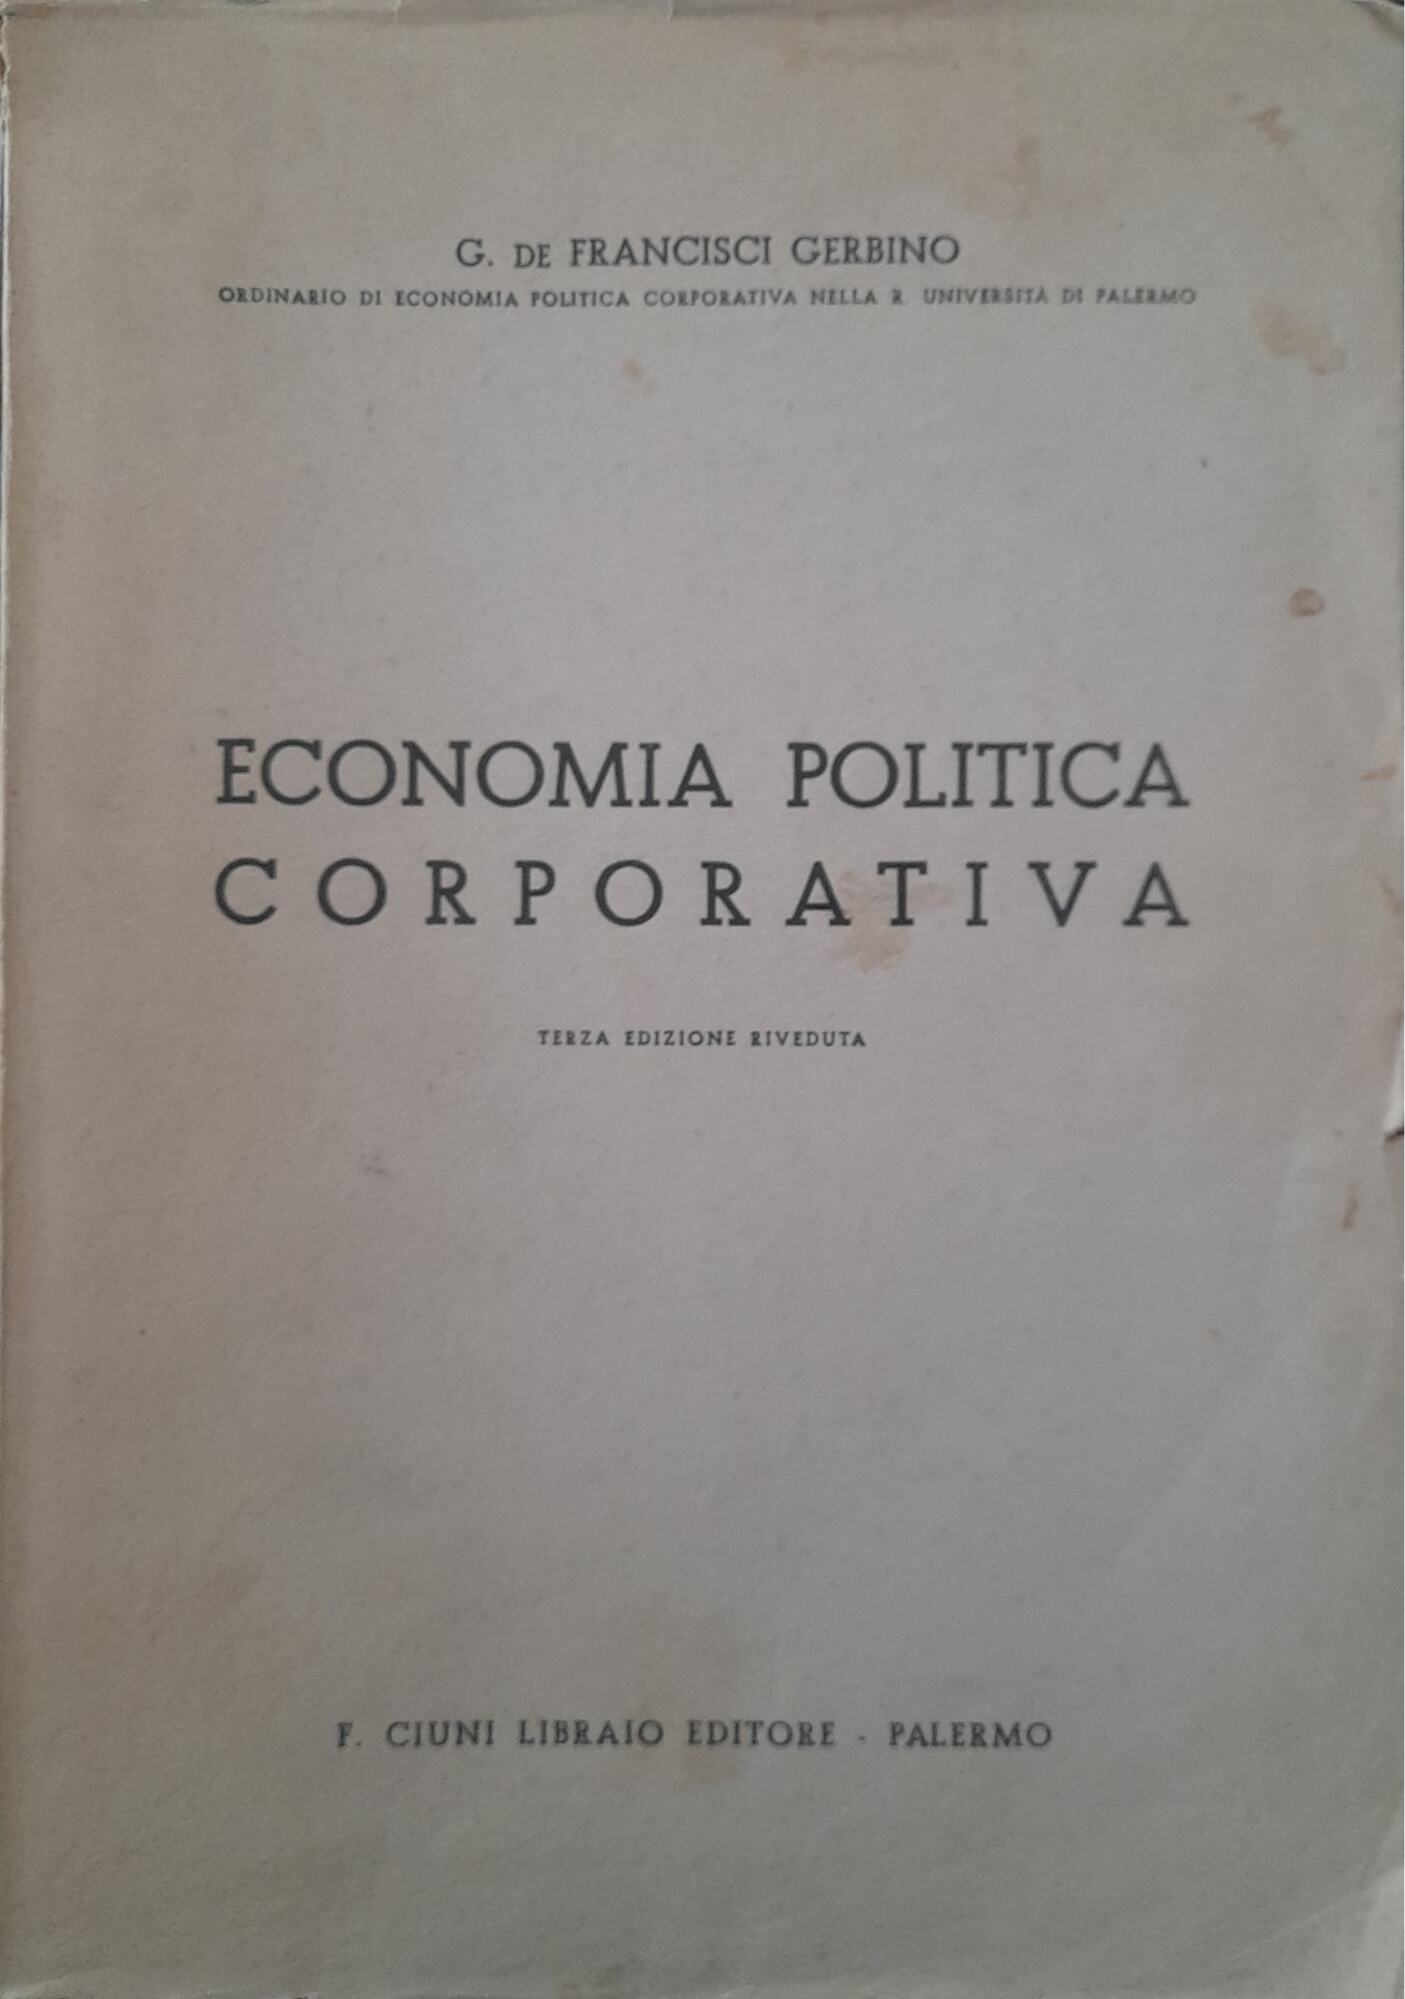 G. DE FRANCISCI GERBINO
ORDINARIO DI ECONOMIA POLITICA CORPORATIVA NELLA R. UNIVERSITÀ DI PALERMO
ECONOMIA POLITICA
CORPORATIVA
TERZA EDIZIONE RIVEDUTA
F. CIUNI LIBRAIO EDITORE - PALERMO